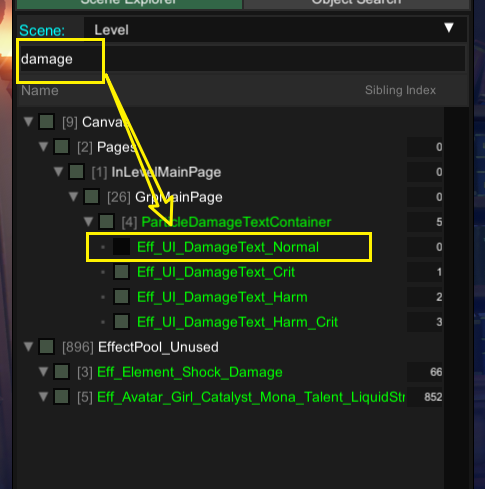 Scene Explorer Object Search
Scene: Level ▼
damage
Name Sibling Index
▼ [9] Canvas 0
▼ [2] Pages 0
▼ [1] InLevelMainPage 0
▼ [26] GrpMainPage 0
▼ [4] ParticleDamageTextContainer 5
Eff_UI_DamageText_Normal 0
Eff_UI_DamageText_Crit 1
Eff_UI_DamageText_Harm 2
Eff_UI_DamageText_Harm_Crit 3
▼ [896] EffectPool_Unused
▼ [3] Eff_Element_Shock_Damage 66
▼ [5] Eff_Avatar_Girl_Catalyst_Mona_Talent_LiquidStr 852